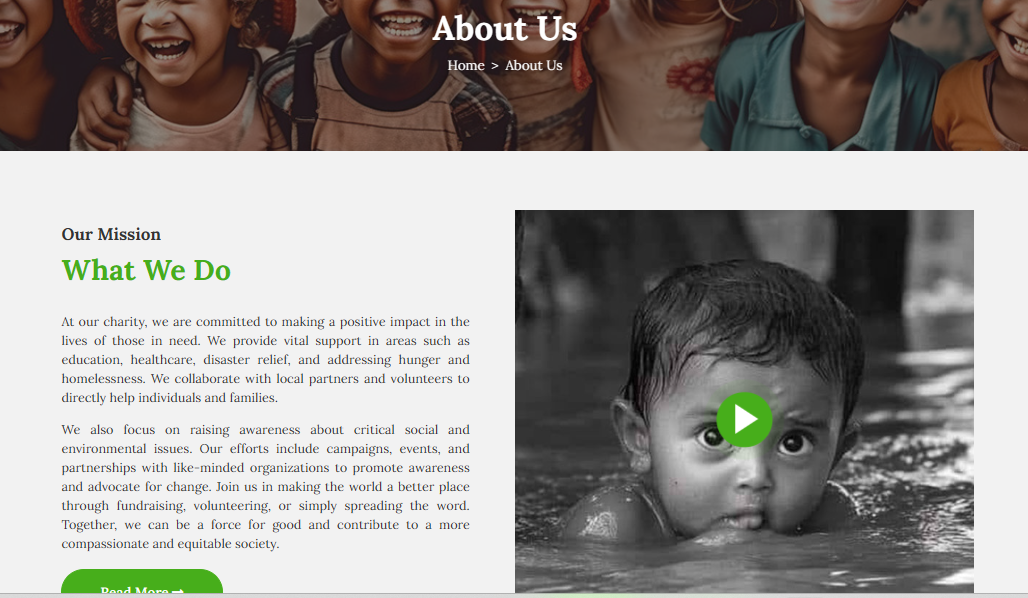 About Us
Home > About Us
Our Mission
What We Do
At our charity, we are committed to making a positive impact in the
lives of those in need. We provide vital support in areas such as
education, healthcare, disaster relief, and addressing hunger and
homelessness. We collaborate with local partners and volunteers to
directly help individuals and families.
We also focus on raising awareness about critical social and
environmental issues. Our efforts include campaigns, events, and
partnerships with like-minded organizations to promote awareness
and advocate for change. Join us in making the world a better place
through fundraising, volunteering, or simply spreading the word.
Together, we can be a force for good and contribute to a more
compassionate and equitable society.
Read More ➞